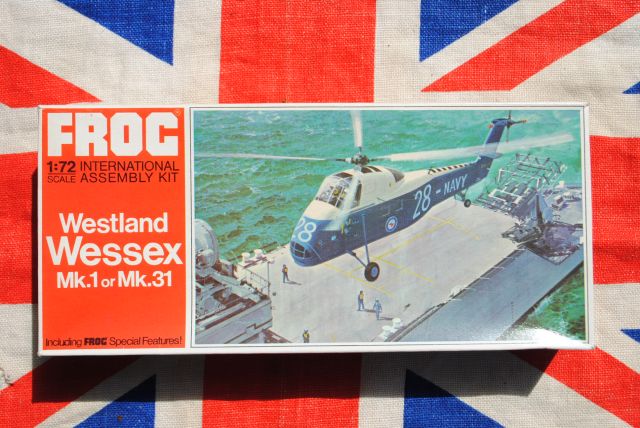 FROG
1:72 INTERNATIONAL
SCALE ASSEMBLY KIT
Westland
Wessex
Mk.1 or Mk.31
Including FROG Special Features!
28
28 - NAVY